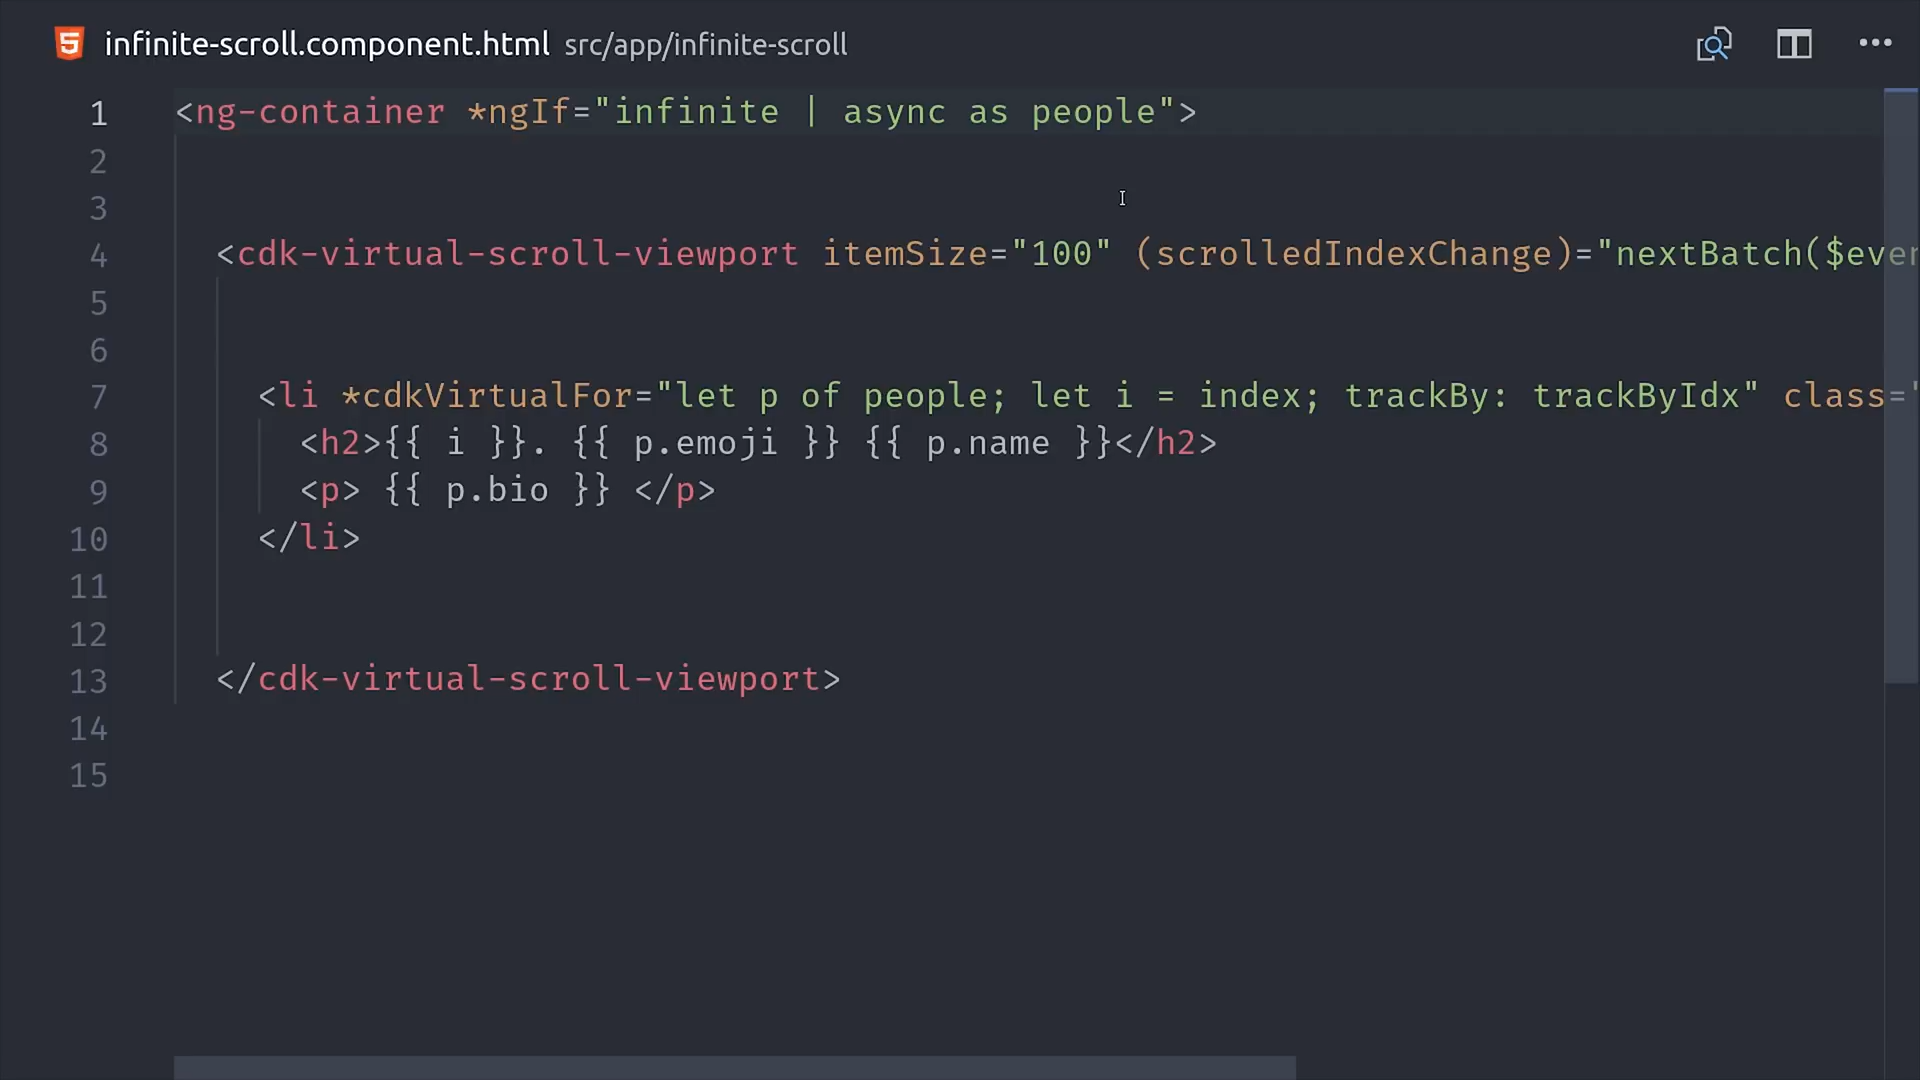 infinite-scroll.component.html src/app/infinite-scroll
1 <ng-container *ngIf="infinite | async as people">
2
3
4 <cdk-virtual-scroll-viewport itemSize="100" (scrolledIndexChange)="nextBatch($ever
5
6
7 <li *cdkVirtualFor="let p of people; let i = index; trackBy: trackByIdx" class="
8 <h2>{{ i }}. {{ p.emoji }} {{ p.name }}</h2>
9 <p> {{ p.bio }} </p>
10 </li>
11
12
13 </cdk-virtual-scroll-viewport>
14
15